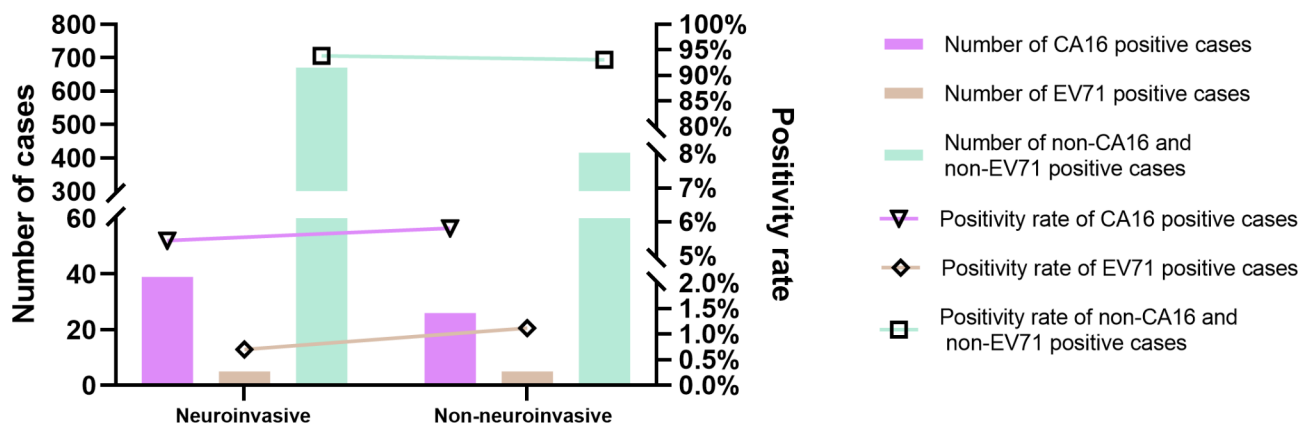 Number of cases
800
700
600
500
400
300
60
40
20
0
100%
95%
90%
85%
80%
8%
7%
6%
5%
2.0%
1.5%
1.0%
0.5%
0.0%
Positivity rate
Neuroinvasive
Non-neuroinvasive
Number of CA16 positive cases
Number of EV71 positive cases
Number of non-CA16 and
non-EV71 positive cases
Positivity rate of CA16 positive cases
Positivity rate of EV71 positive cases
Positivity rate of non-CA16 and
non-EV71 positive cases